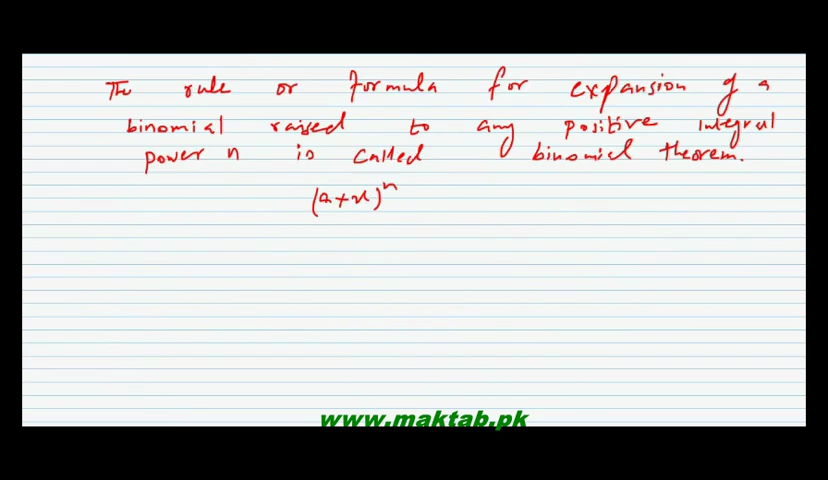 The rule or formula for expansion of a
binomial raised to any positive integral
power n is called binomial theorem.
(a+x)^n
www.maktab.pk